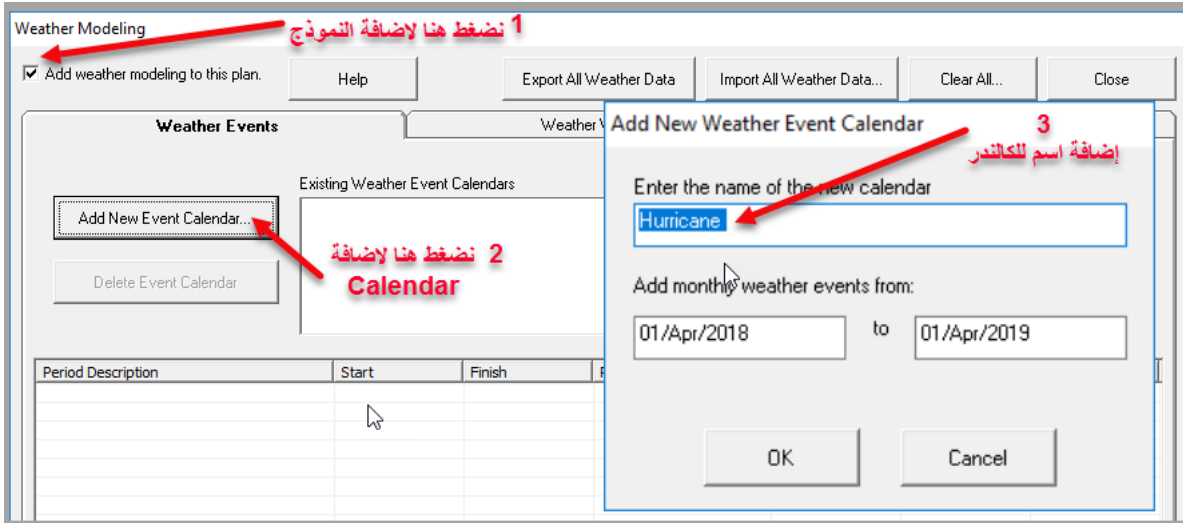 Weather Modeling
1 نضغط هنا لاضافة النموذج
Add weather modeling to this plan.
Help
Export All Weather Data
Import All Weather Data...
Clear All...
Close
Weather Events
Weather
Existing Weather Event Calendars
Add New Event Calendar...
2 نضغط هنا لاضافة
Calendar
Delete Event Calendar
Period Description
Start
Finish
Add New Weather Event Calendar
3
إضافة اسم للكالندر
Enter the name of the new calendar
Hurricane
Add monthly weather events from:
01/Apr/2018
to
01/Apr/2019
OK
Cancel